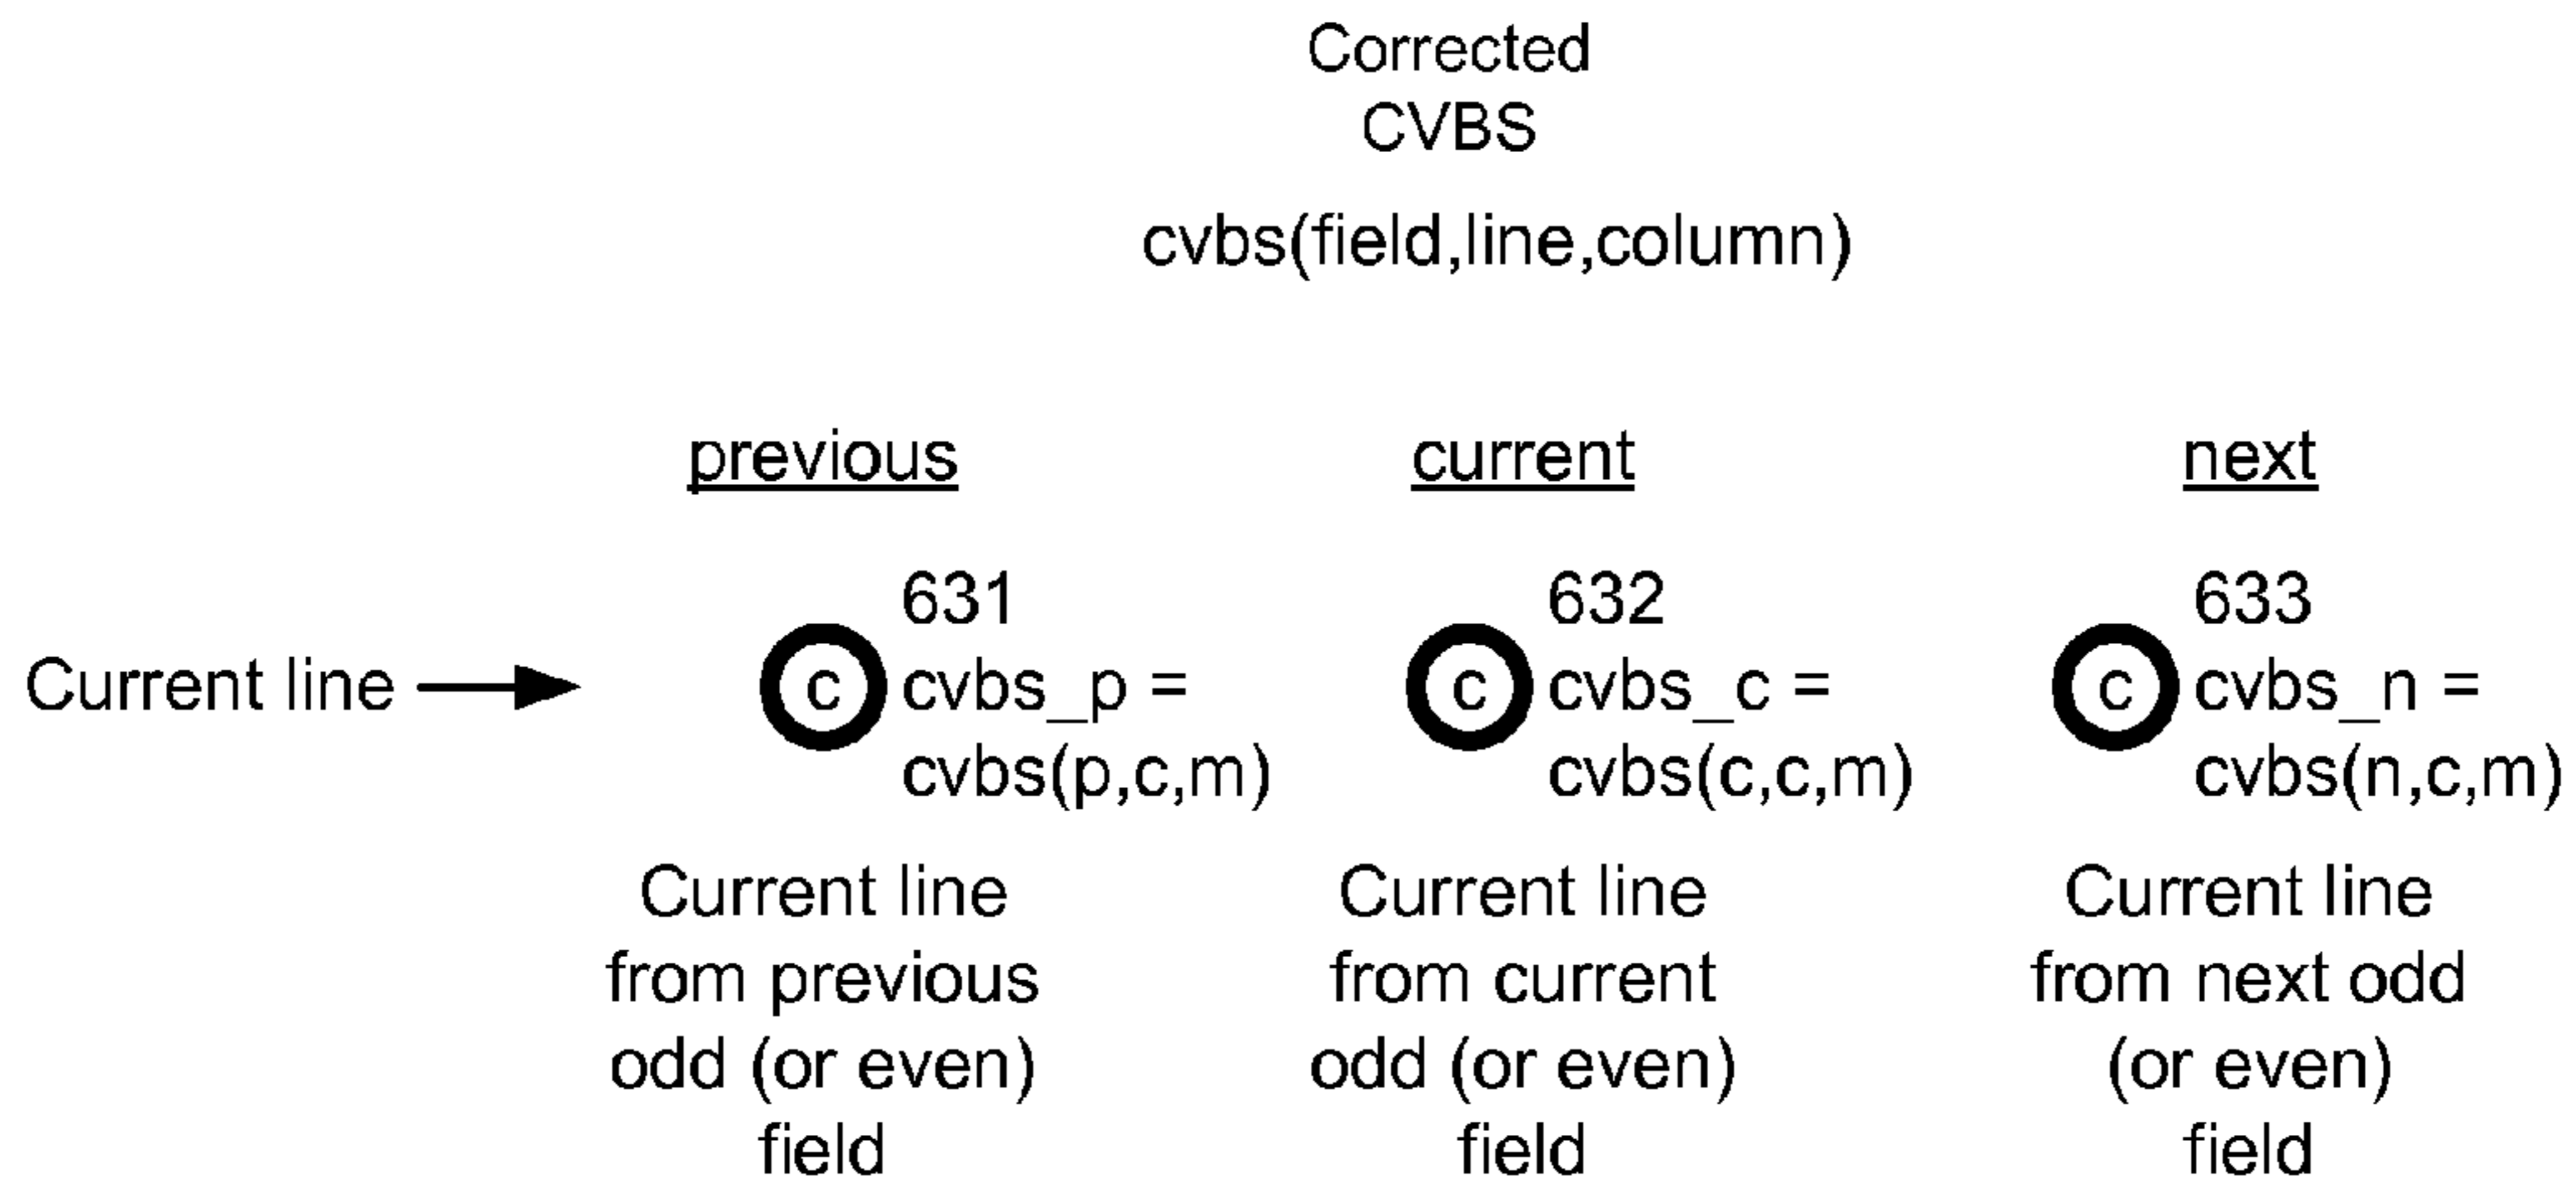 Corrected
CVBS
cvbs(field,line,column)
previous
current
next
Current line
c
631
cvbs_p =
cvbs(p,c,m)
Current line
from previous
odd (or even)
field
c
632
cvbs_c =
cvbs(c,c,m)
Current line
from current
odd (or even)
field
c
633
cvbs_n =
cvbs(n,c,m)
Current line
from next odd
(or even)
field